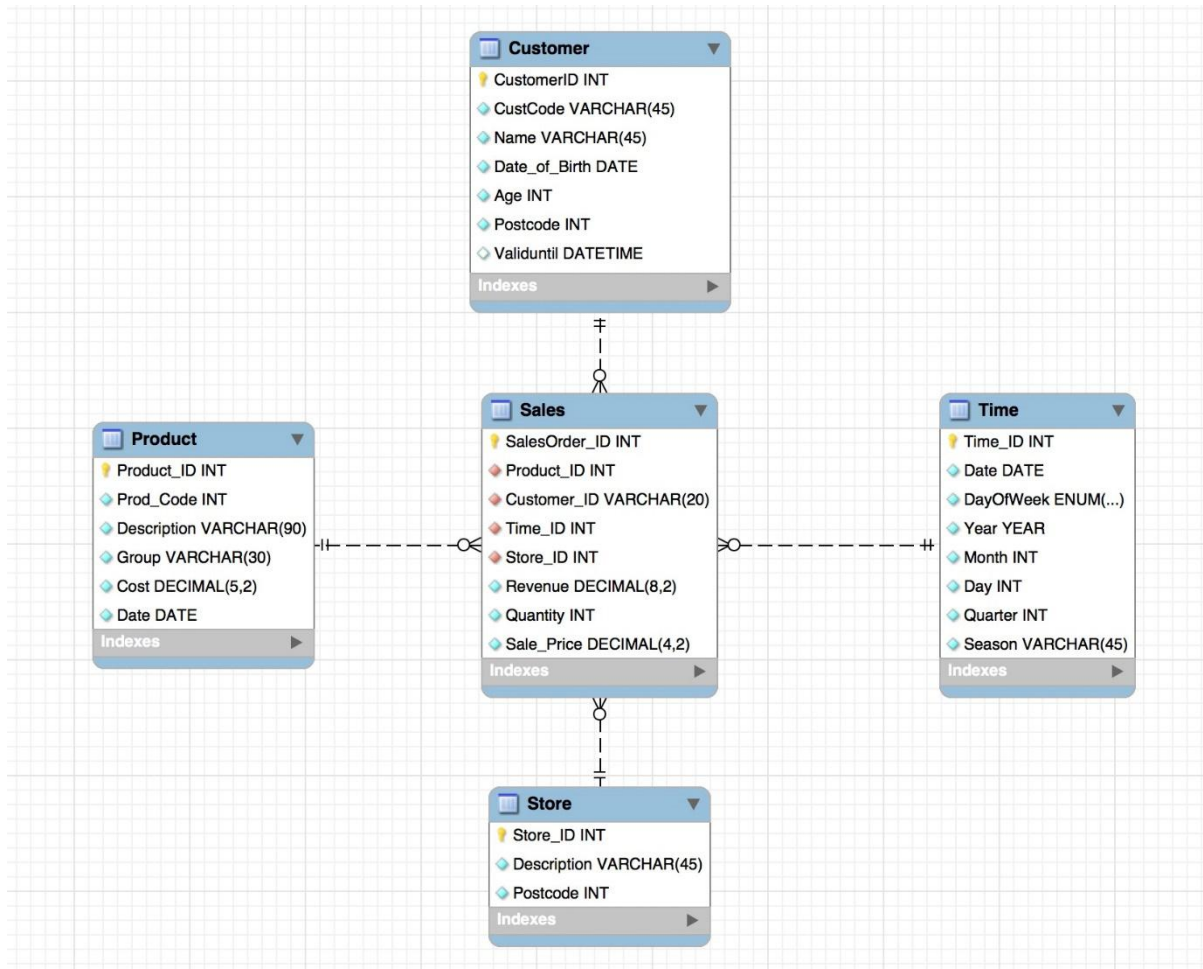 Customer
CustomerID INT
CustCode VARCHAR(45)
Name VARCHAR(45)
Date_of_Birth DATE
Age INT
Postcode INT
Validuntil DATETIME
Indexes
Product
Product_ID INT
Prod_Code INT
Description VARCHAR(90)
Group VARCHAR(30)
Cost DECIMAL(5,2)
Date DATE
Indexes
Sales
SalesOrder_ID INT
Product_ID INT
Customer_ID VARCHAR(20)
Time_ID INT
Store_ID INT
Revenue DECIMAL(8,2)
Quantity INT
Sale_Price DECIMAL(4,2)
Indexes
Time
Time_ID INT
Date DATE
DayOfWeek ENUM(...)
Year YEAR
Month INT
Day INT
Quarter INT
Season VARCHAR(45)
Indexes
Store
Store_ID INT
Description VARCHAR(45)
Postcode INT
Indexes